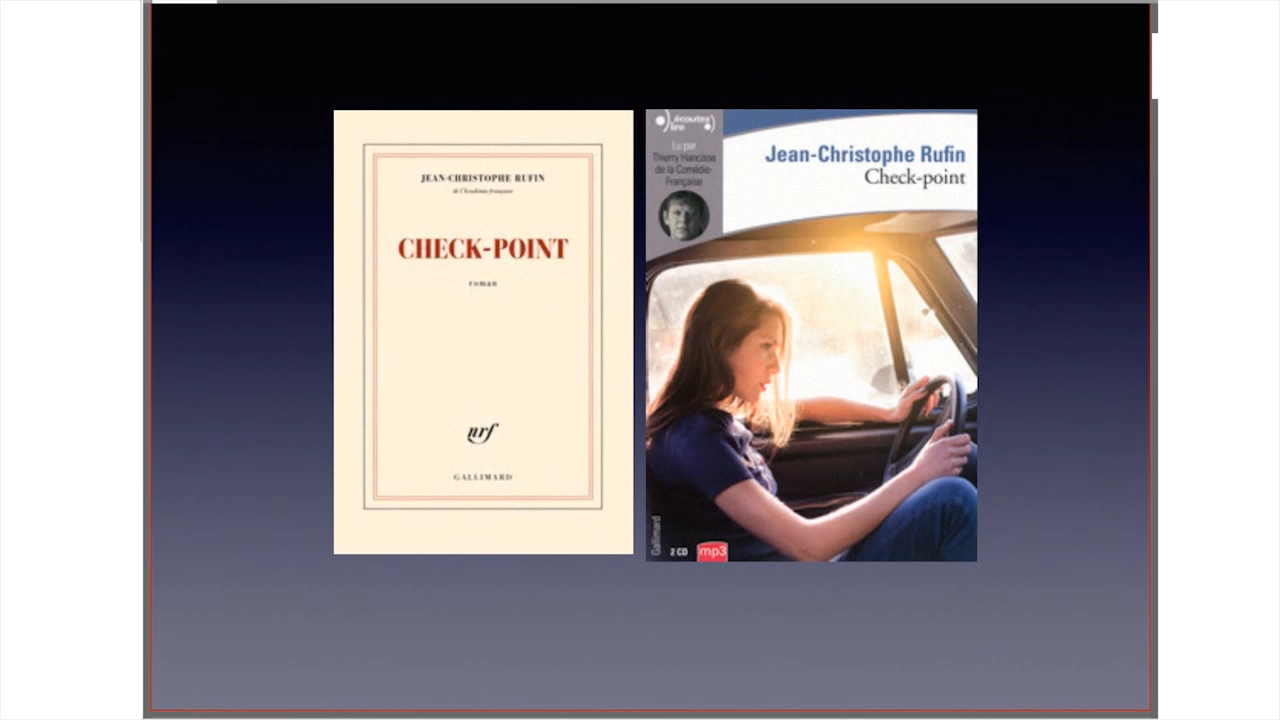 JEAN-CHRISTOPHE RUFIN
de l'Académie française
CHECK-POINT
roman
nrf
GALLIMARD
écoutez
lire
Lu par
Thierry Hancisse
de la Comédie-
Française
Jean-Christophe Rufin
Check-point
Gallimard
2 CD
mp3